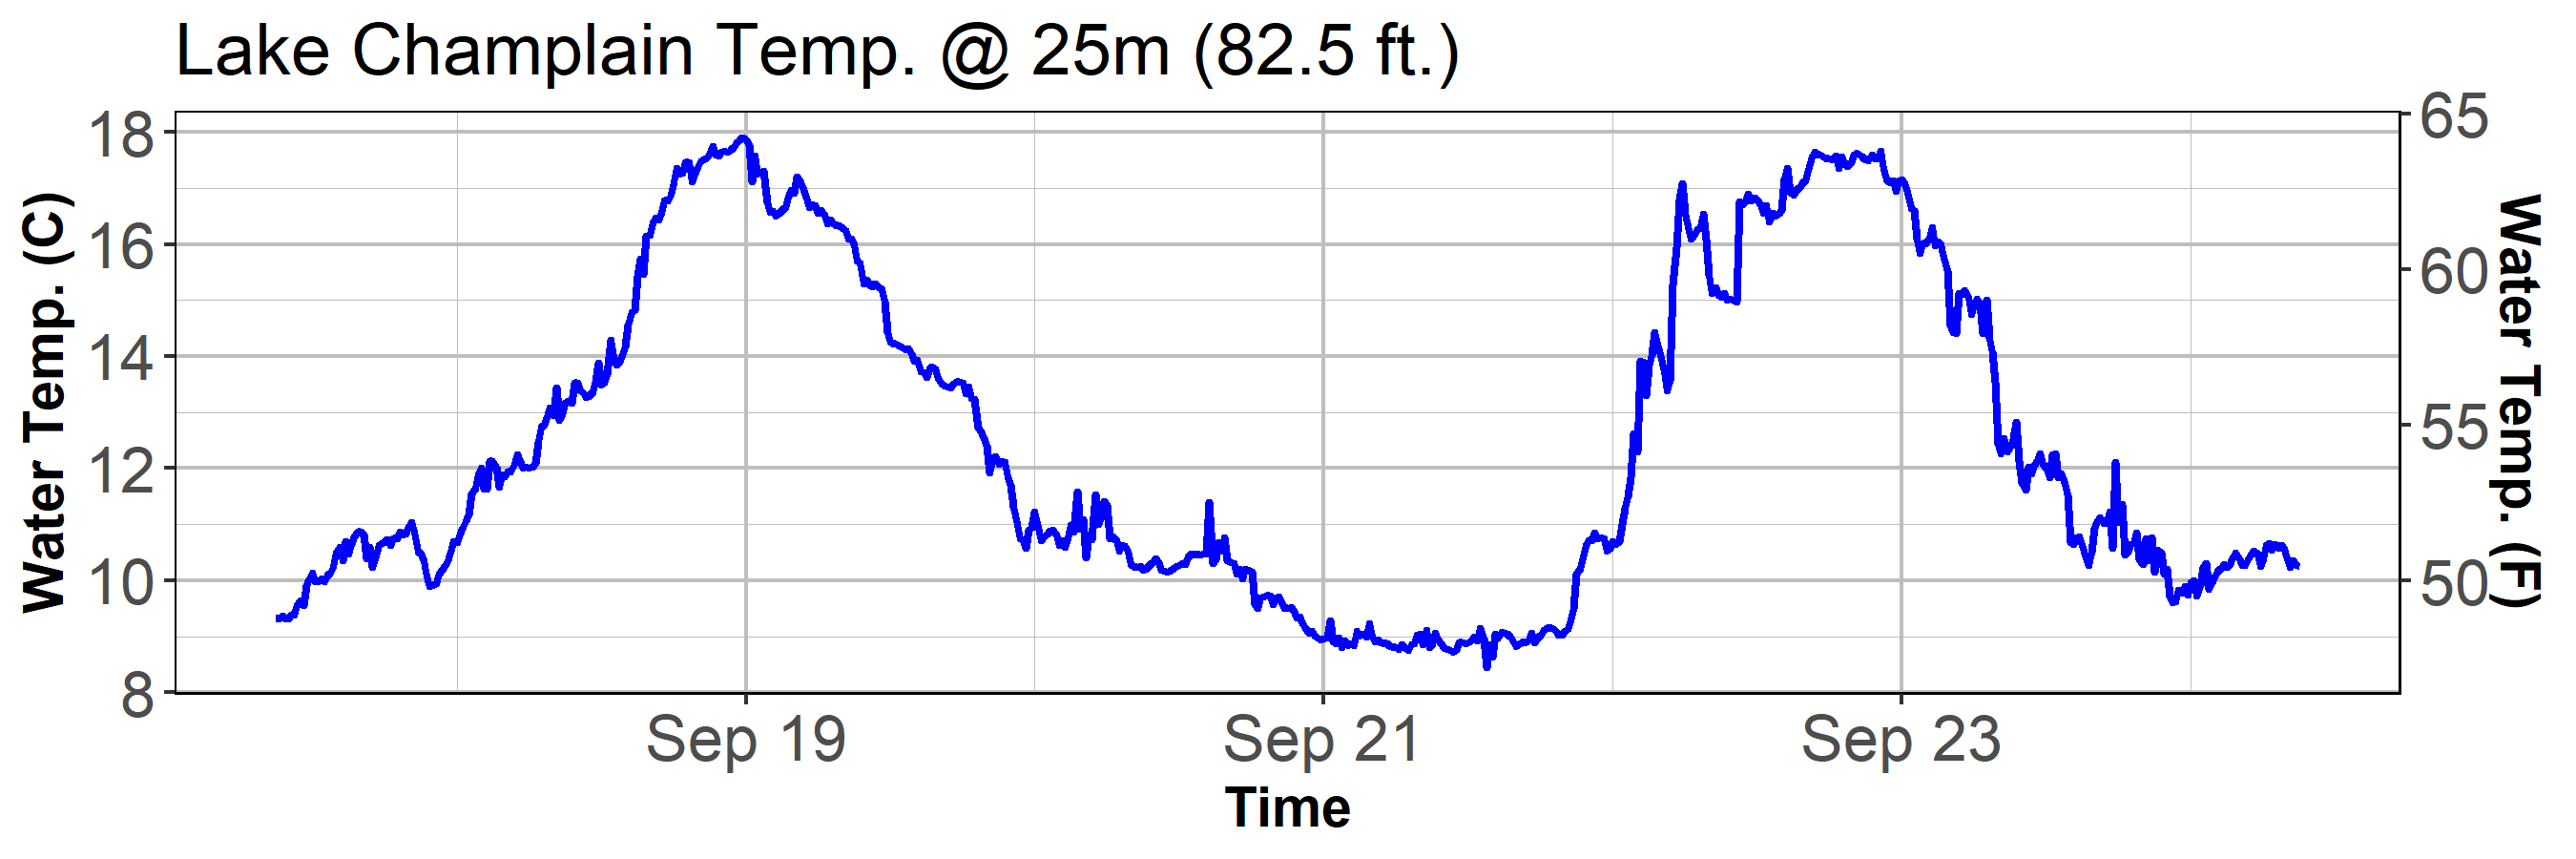 Lake Champlain Temp. @ 25m (82.5 ft.)
Water Temp. (C)
18
16
14
12
10
8
65
60
55
50
Water Temp. (F)
Sep 19
Sep 21
Sep 23
Time